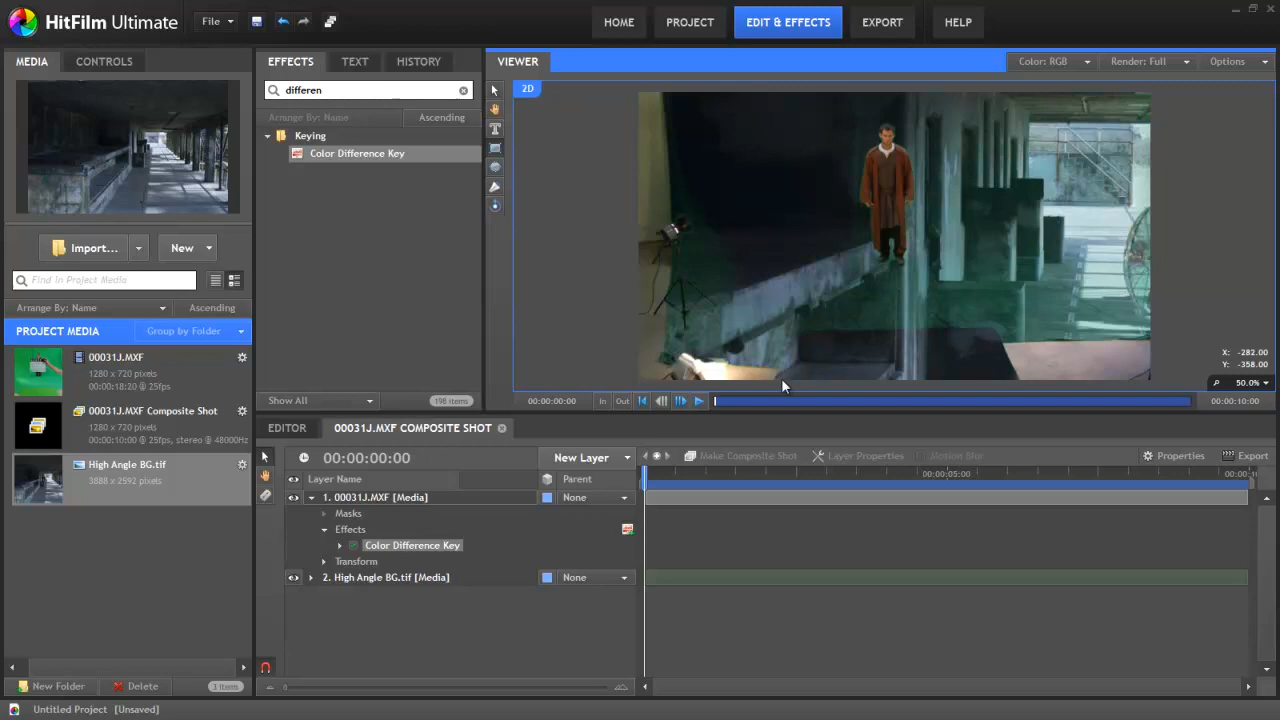 HitFilm Ultimate
File
HOME
PROJECT
EDIT & EFFECTS
EXPORT
HELP
MEDIA
CONTROLS
EFFECTS
TEXT
HISTORY
VIEWER
Color: RGB
Render: Full
Options
differen
2D
Arrange By: Name
Ascending
Keying
Color Difference Key
Import...
New
Find in Project Media
Arrange By: Name
Ascending
PROJECT MEDIA
Group by Folder
00031J.MXF
1280 x 720 pixels
00:00:18:20 @ 25fps
00031J.MXF Composite Shot
1280 x 720 pixels
00:00:10:00 @ 25fps, stereo @ 48000Hz
High Angle BG.tif
3888 x 2592 pixels
X: -282.00
Y: -358.00
50.0%
Show All
198 items
00:00:00:00
In
Out
00:00:10:00
EDITOR
00031J.MXF COMPOSITE SHOT
00:00:00:00
New Layer
Make Composite Shot
Layer Properties
Motion Blur
Properties
Export
Layer Name
Parent
00:00:05:00
00:00:10
1. 00031J.MXF [Media]
None
Masks
Effects
Color Difference Key
Transform
2. High Angle BG.tif [Media]
None
New Folder
Delete
3 items
Untitled Project [Unsaved]